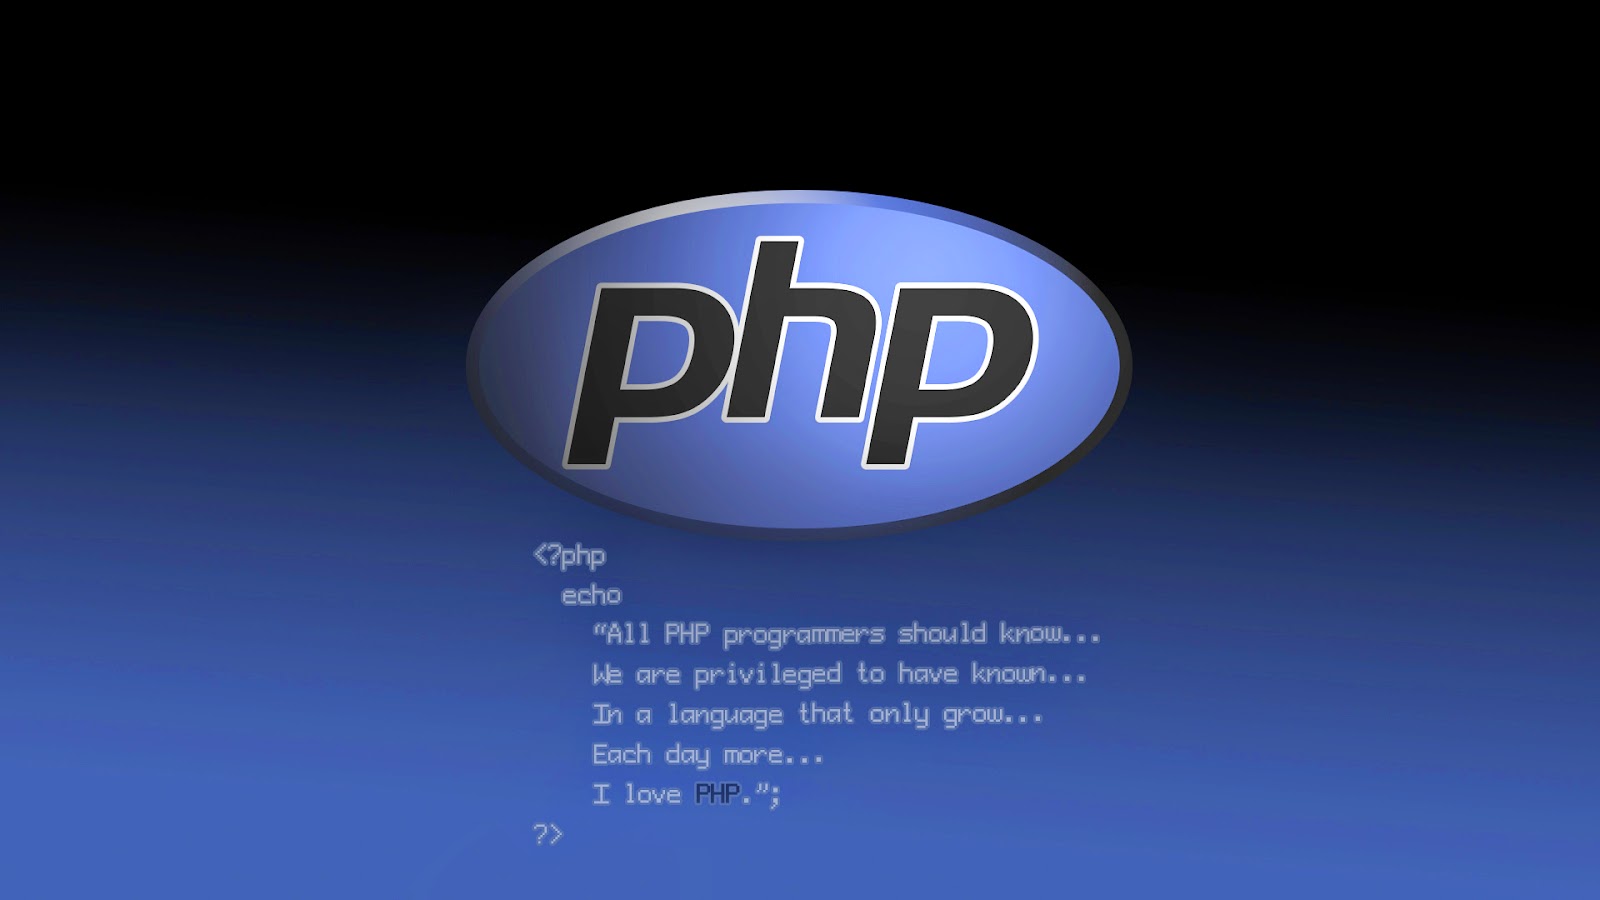 php
<?php
echo
“All PHP programmers should know...
We are privileged to have known...
In a language that only grow...
Each day more...
I love PHP.”;
?>